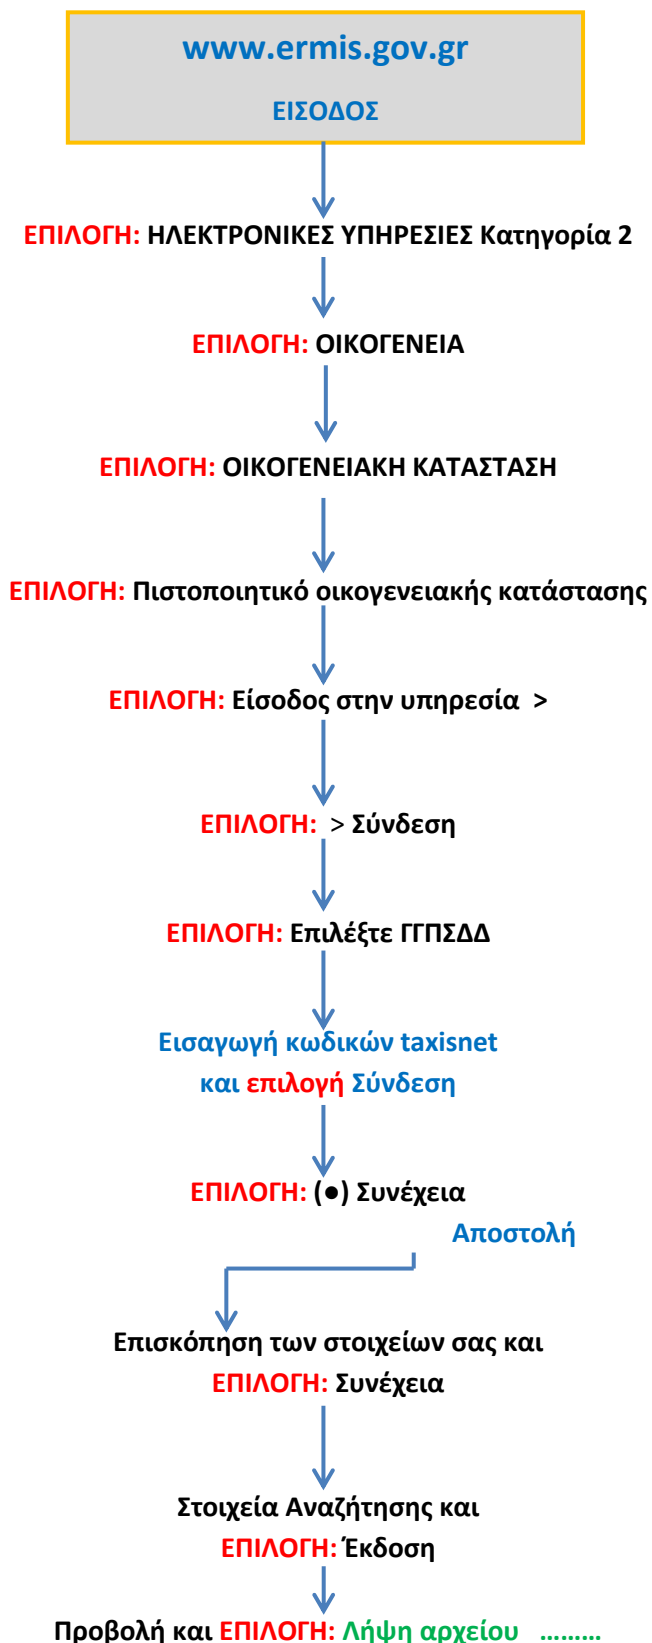 www.ermis.gov.gr
ΕΙΣΟΔΟΣ
ΕΠΙΛΟΓΗ: ΗΛΕΚΤΡΟΝΙΚΕΣ ΥΠΗΡΕΣΙΕΣ Κατηγορία 2
ΕΠΙΛΟΓΗ: ΟΙΚΟΓΕΝΕΙΑ
ΕΠΙΛΟΓΗ: ΟΙΚΟΓΕΝΕΙΑΚΗ ΚΑΤΑΣΤΑΣΗ
ΕΠΙΛΟΓΗ: Πιστοποιητικό οικογενειακής κατάστασης
ΕΠΙΛΟΓΗ: Είσοδος στην υπηρεσία >
ΕΠΙΛΟΓΗ: > Σύνδεση
ΕΠΙΛΟΓΗ: Επιλέξτε ΓΓΠΣΔΔ
Εισαγωγή κωδικών taxisnet
και επιλογή Σύνδεση
ΕΠΙΛΟΓΗ: (●) Συνέχεια
Αποστολή
Επισκόπηση των στοιχείων σας και
ΕΠΙΛΟΓΗ: Συνέχεια
Στοιχεία Αναζήτησης και
ΕΠΙΛΟΓΗ: Έκδοση
Προβολή και ΕΠΙΛΟΓΗ: Λήψη αρχείου ………